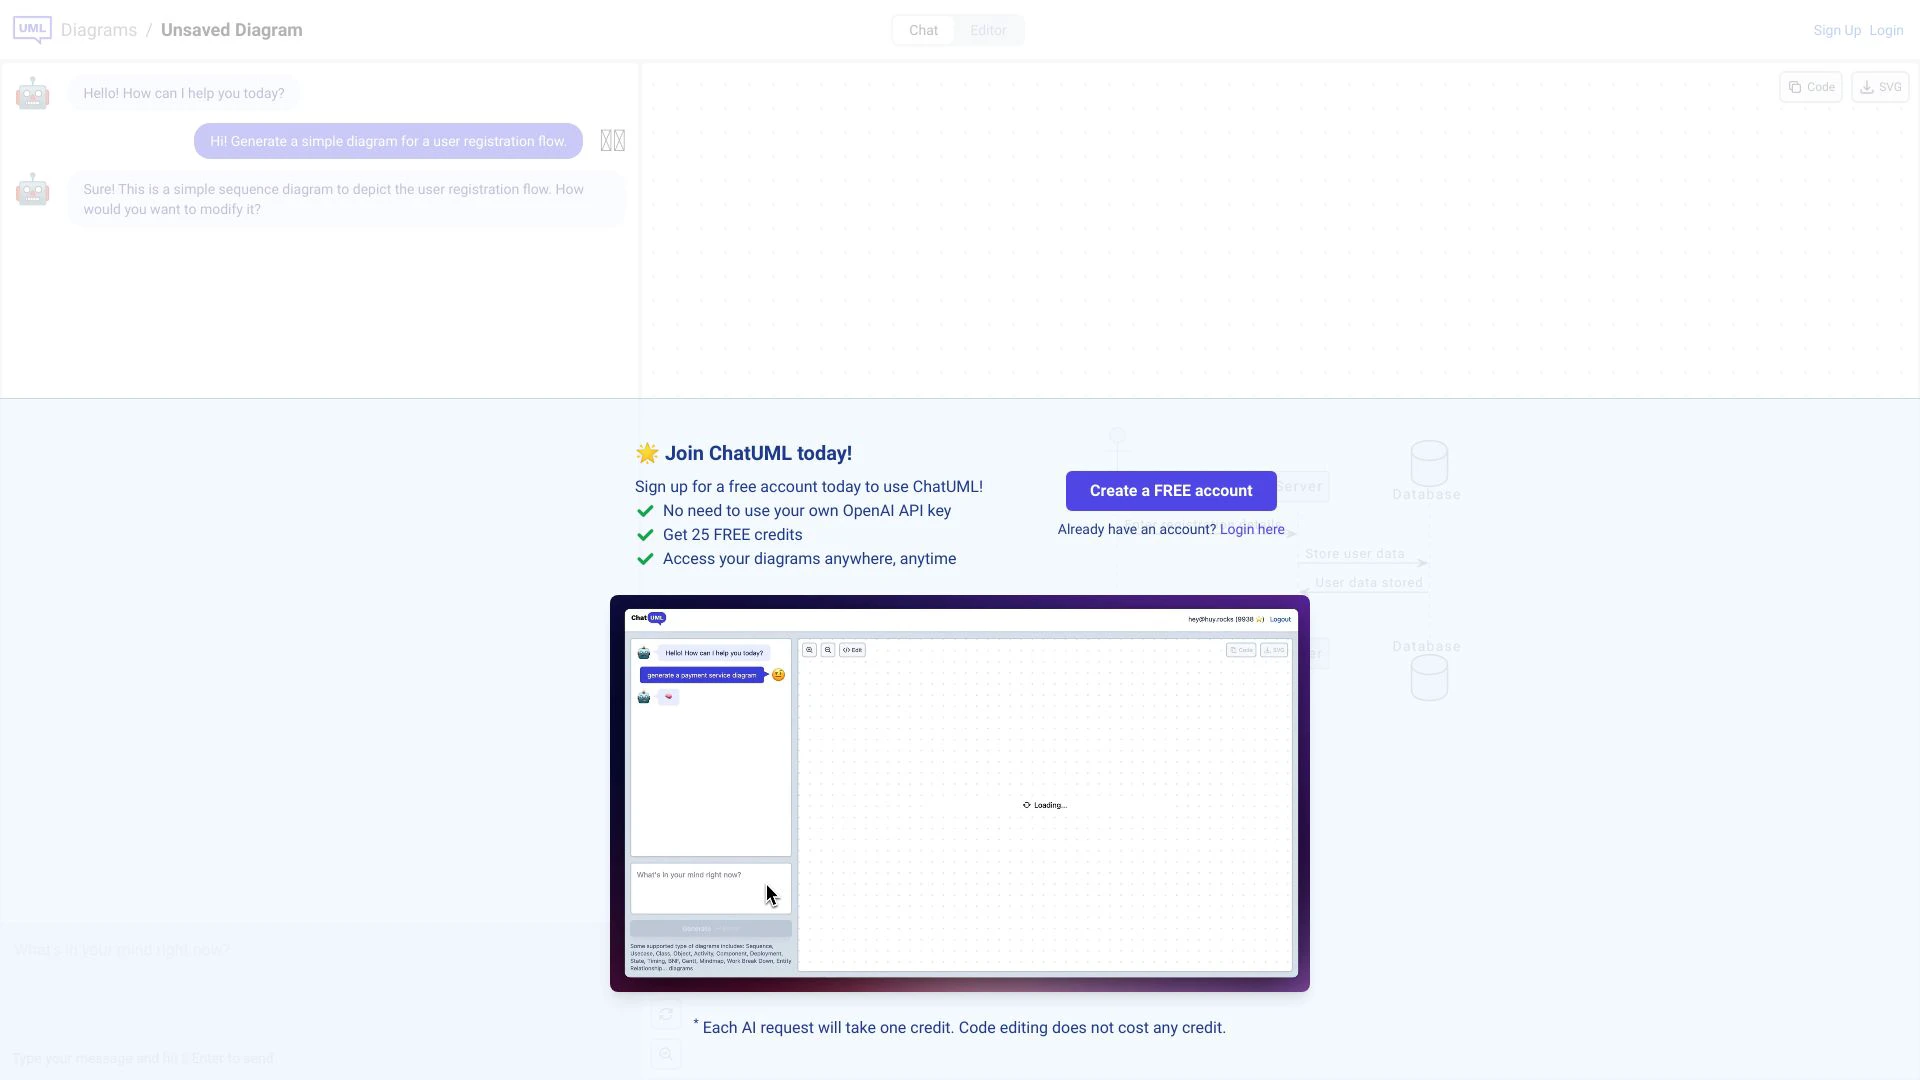 UML
Diagrams / Unsaved Diagram
Chat
Editor
Sign Up
Login
Hello! How can I help you today?
Hi! Generate a simple diagram for a user registration flow.
Sure! This is a simple sequence diagram to depict the user registration flow. How
would you want to modify it?
Code
SVG
Join ChatUML today!
Sign up for a free account today to use ChatUML!
No need to use your own OpenAI API key
Get 25 FREE credits
Access your diagrams anywhere, anytime
Create a FREE account
Already have an account? Login here
Server
Database
Store user data
User data stored
Database
Chat UML
hey@huy.rocks (9938 ⭐)
Logout
Hello! How can I help you today?
generate a payment service diagram
</> Edit
Code
SVG
Loading...
What's in your mind right now?
Generate
Some supported type of diagrams includes: Sequence,
Usecase, Class, Object, Activity, Component, Deployment,
State, Timing, BNF, Gantt, Mindmap, Work Break Down, Entity
Relationship... diagrams
What's in your mind right now?
* Each AI request will take one credit. Code editing does not cost any credit.
Type your message and hit Enter to send